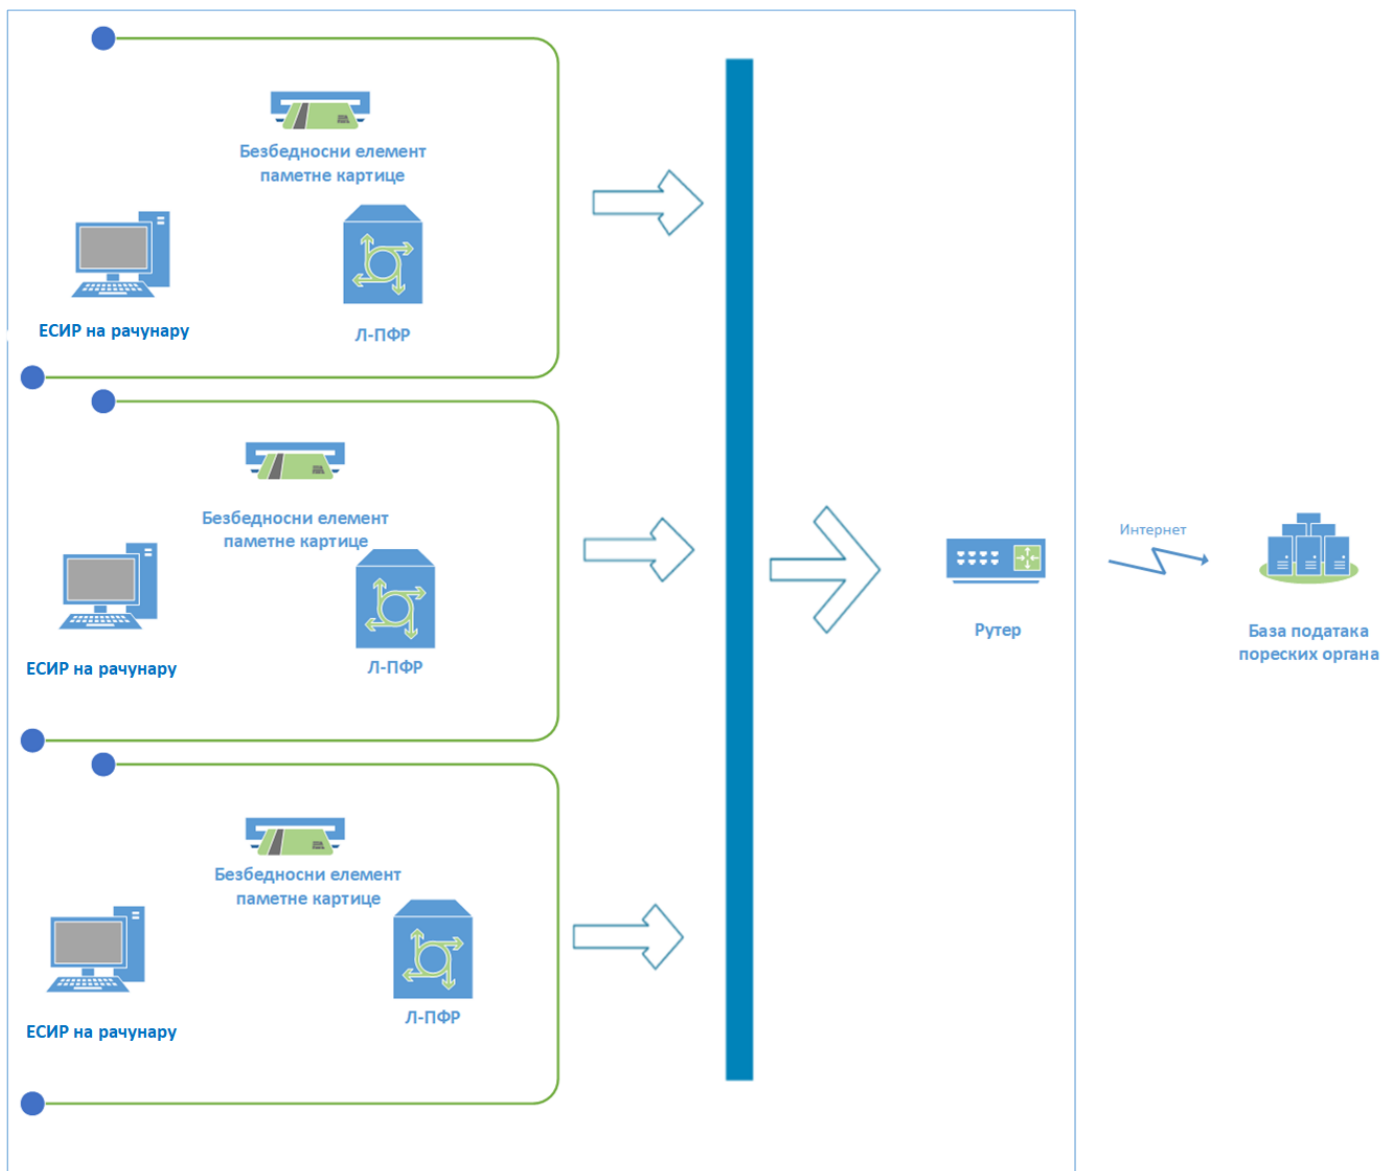 Безбедносни елемент
паметне картице
ЕСИР на рачунару
Л-ПФР
Безбедносни елемент
паметне картице
ЕСИР на рачунару
Л-ПФР
Безбедносни елемент
паметне картице
ЕСИР на рачунару
Л-ПФР
Рутер
Интернет
База података
пореских органа